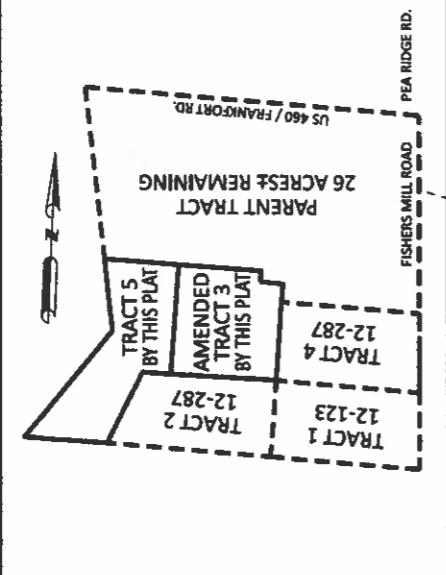 PEA RIDGE RD.
US 460 / FRANKFORT RD.
FISHERS MILL ROAD
PARENT TRACT
26 ACRES± REMAINING
N
TRACT 5
BY THIS PLAT
AMENDED
TRACT 3
BY THIS PLAT
TRACT 4
12-287
TRACT 2
12-287
TRACT 1
12-123